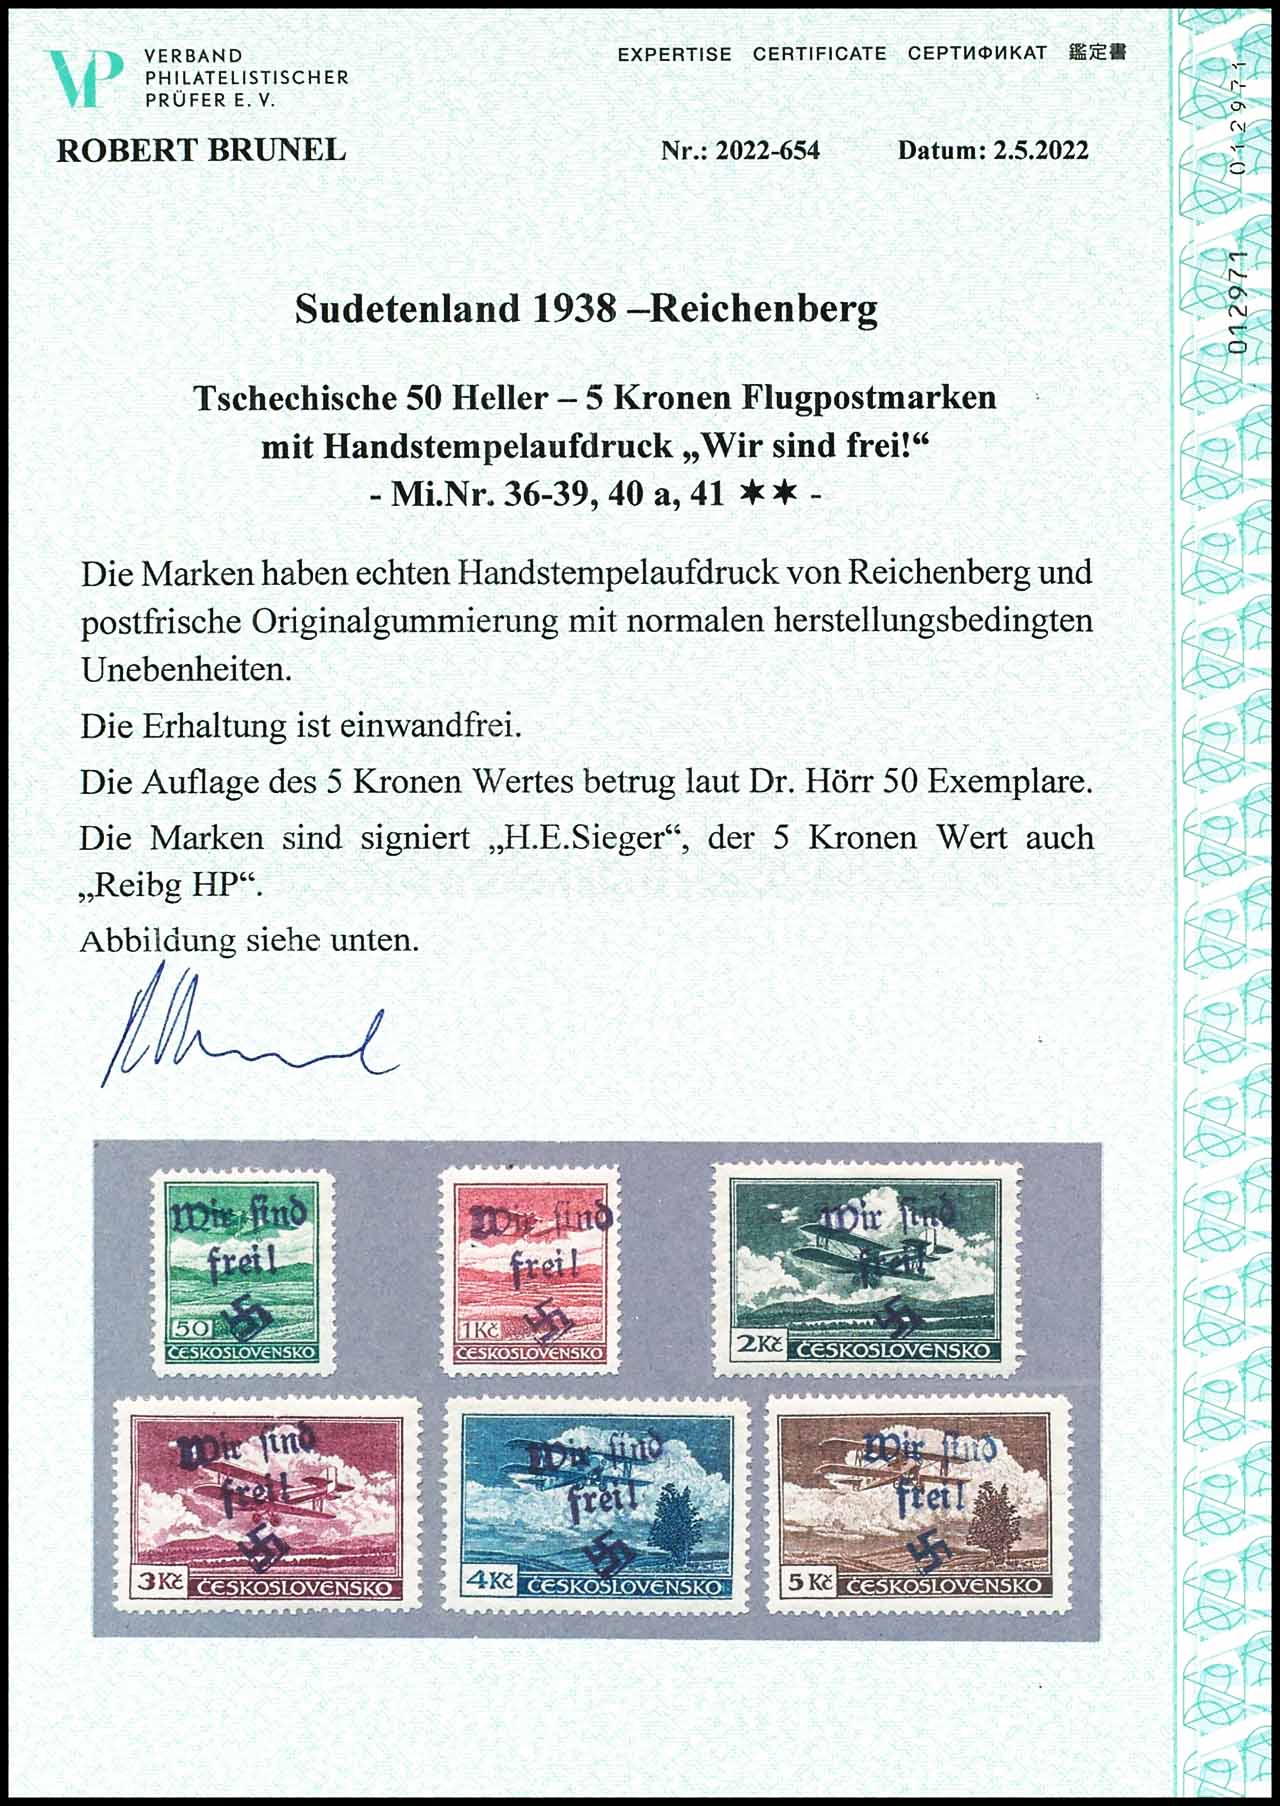 VP VERBAND
PHILATELISTISCHER
PRÜFER E. V.
EXPERTISE CERTIFICATE СЕРТИФИКАТ 鑑定書
012971
ROBERT BRUNEL
Nr.: 2022-654 Datum: 2.5.2022
012971
Sudetenland 1938 –Reichenberg
Tschechische 50 Heller – 5 Kronen Flugpostmarken
mit Handstempelaufdruck „Wir sind frei!“
- Mi.Nr. 36-39, 40 a, 41 ✶✶ -
Die Marken haben echten Handstempelaufdruck von Reichenberg und
postfrische Originalgummierung mit normalen herstellungsbedingten
Unebenheiten.
Die Erhaltung ist einwandfrei.
Die Auflage des 5 Kronen Wertes betrug laut Dr. Hörr 50 Exemplare.
Die Marken sind signiert „H.E.Sieger“, der 5 Kronen Wert auch
„Reibg HP“.
Abbildung siehe unten.
Wir sind
frei!
50
ČESKOSLOVENSKO
Wir sind
frei!
1Kč
ČESKOSLOVENSKO
Wir sind
frei!
2Kč ČESKOSLOVENSKO
Wir sind
frei!
3Kč ČESKOSLOVENSKO
Wir sind
frei!
4Kč ČESKOSLOVENSKO
Wir sind
frei!
5Kč ČESKOSLOVENSKO